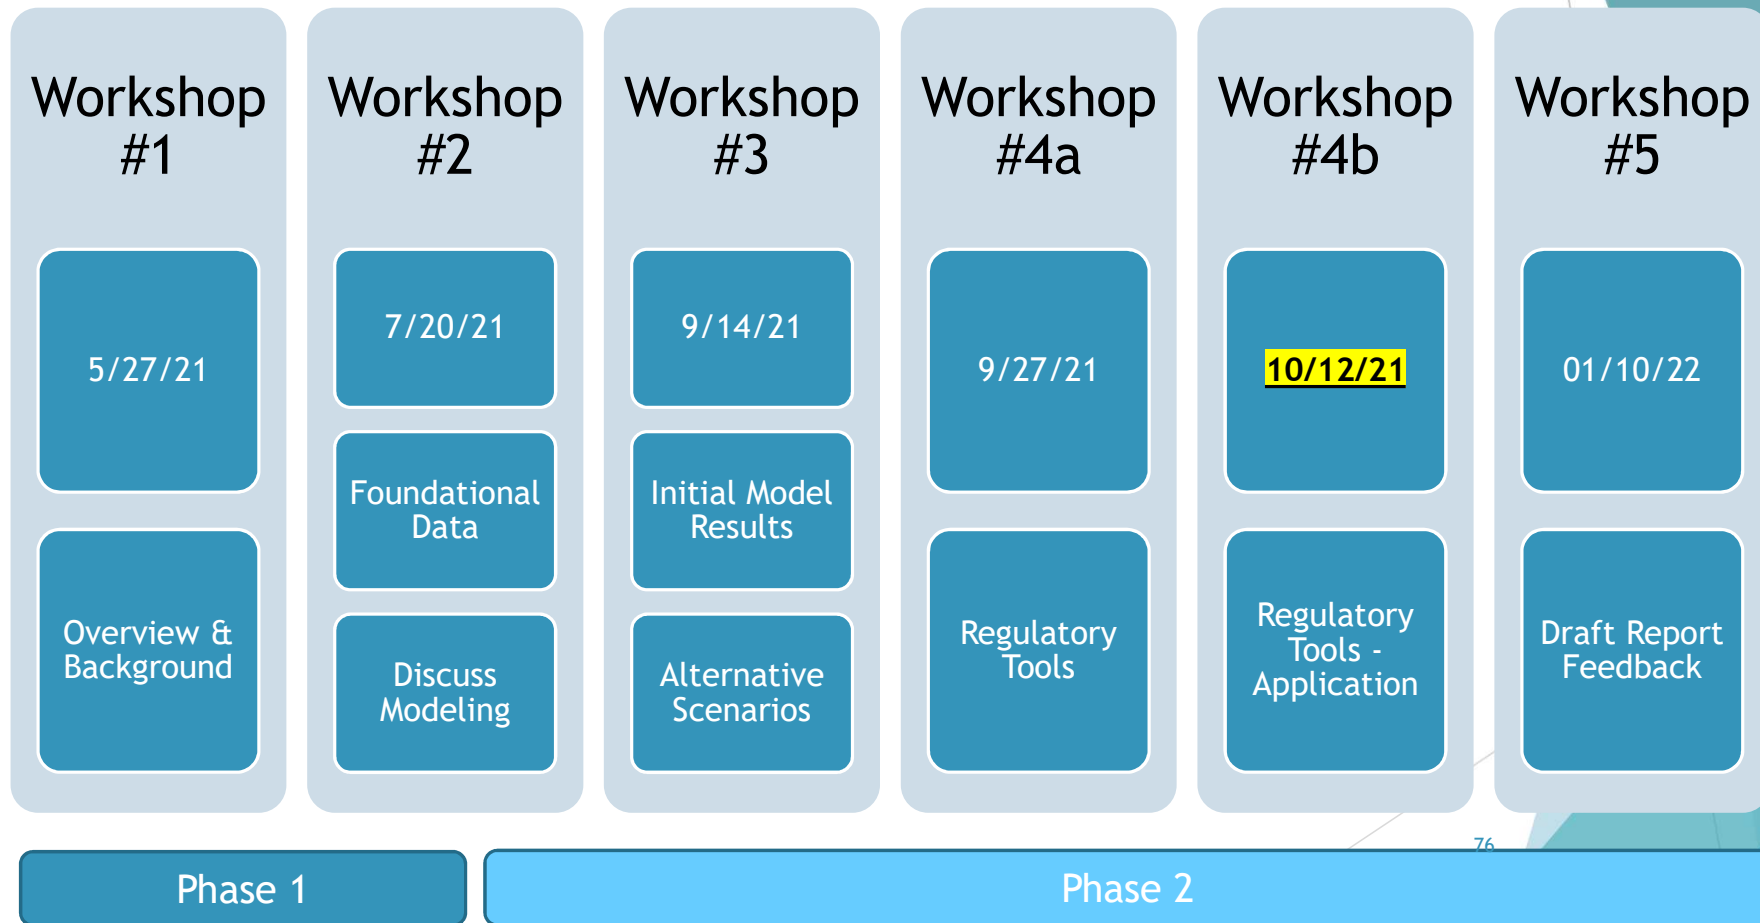 Workshop
#1
5/27/21
Overview &
Background
Workshop
#2
7/20/21
Foundational
Data
Discuss
Modeling
Workshop
#3
9/14/21
Initial Model
Results
Alternative
Scenarios
Workshop
#4a
9/27/21
Regulatory
Tools
Workshop
#4b
10/12/21
Regulatory
Tools -
Application
Workshop
#5
01/10/22
Draft Report
Feedback
76
Phase 1
Phase 2